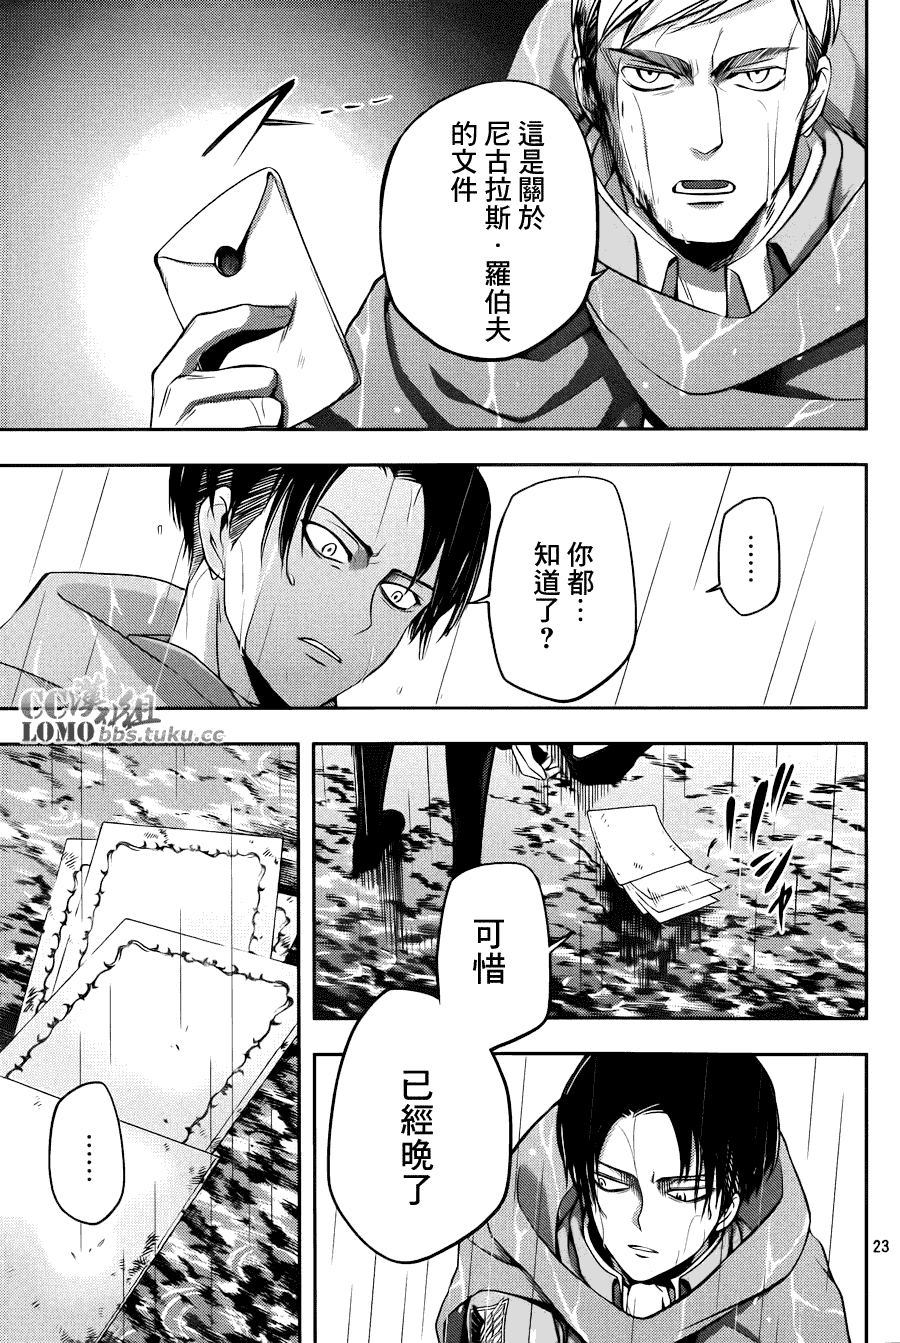 這是關於
尼古拉斯·羅伯夫
的文件
……
你都…
知道了?
CC漢化組
LOMO bbs.tuku.cc
可惜
已經晚了
……
23